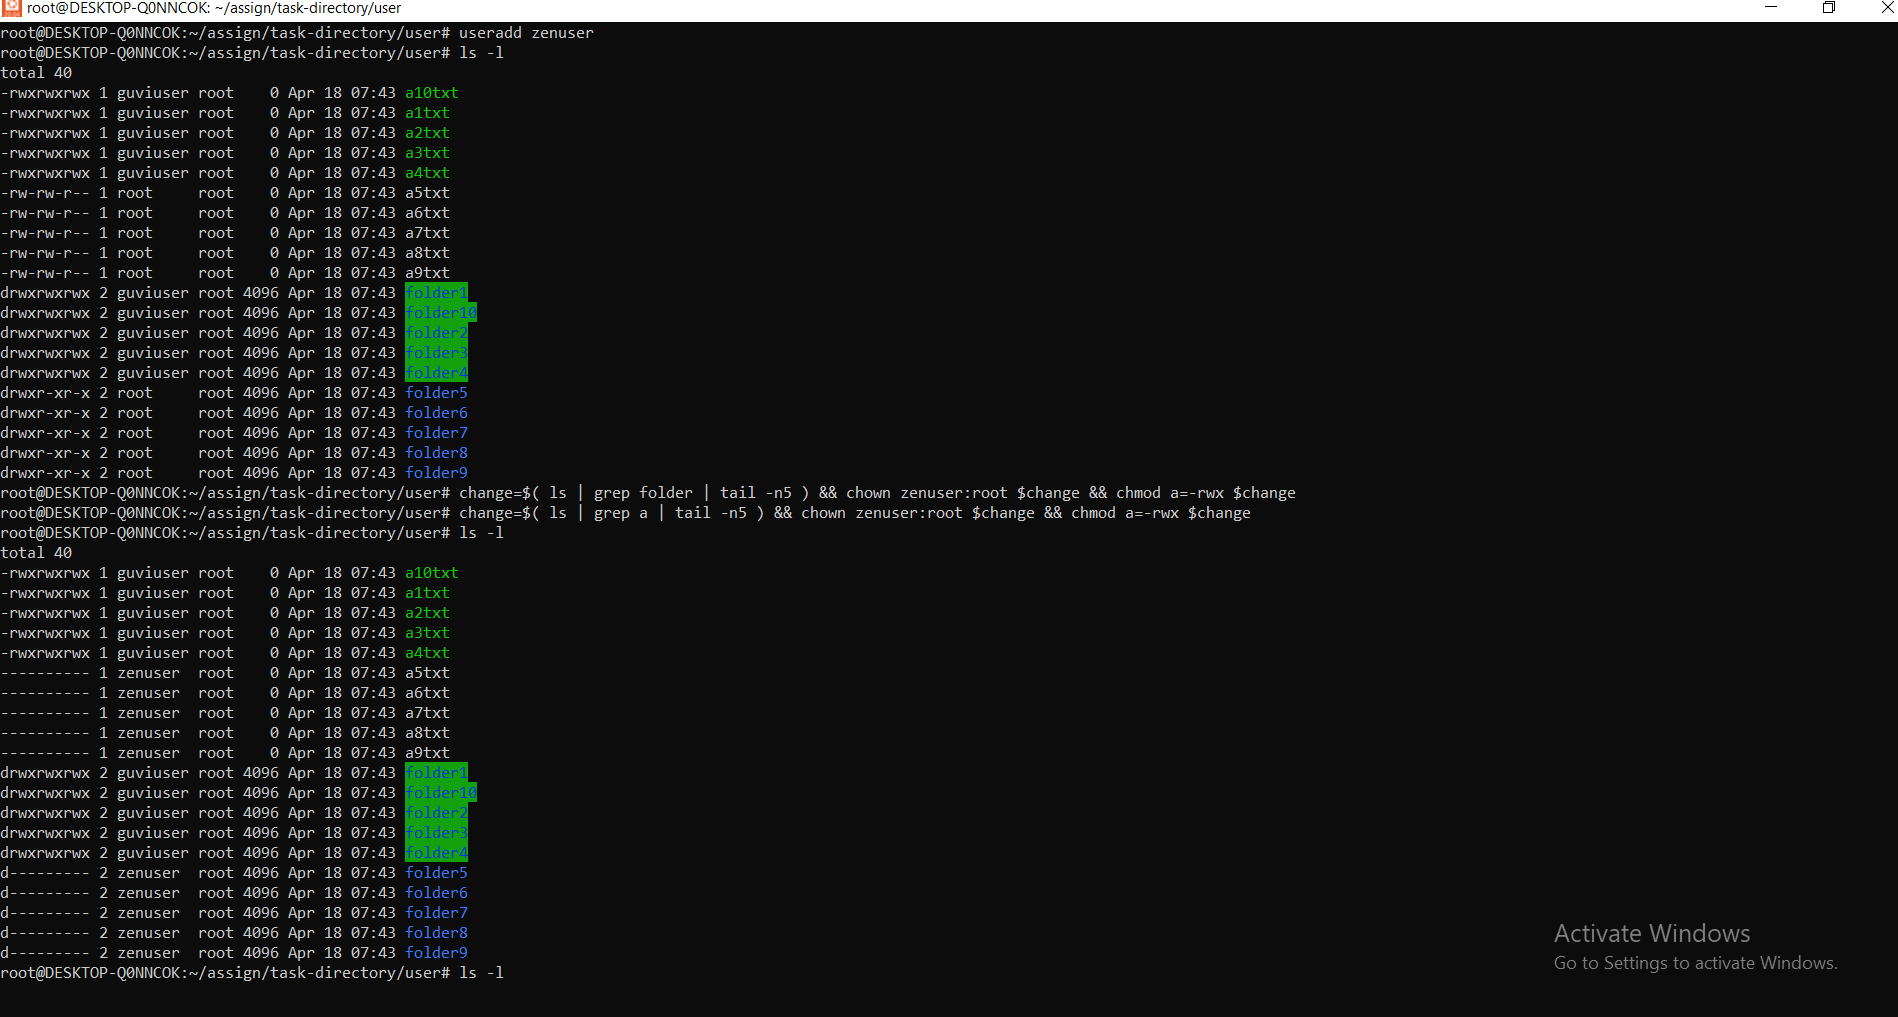 root@DESKTOP-Q0NNCOK: ~/assign/task-directory/user
root@DESKTOP-Q0NNCOK:~/assign/task-directory/user# useradd zenuser
root@DESKTOP-Q0NNCOK:~/assign/task-directory/user# ls -l
total 40
-rwxrwxrwx 1 guviuser root    0 Apr 18 07:43 a10txt
-rwxrwxrwx 1 guviuser root    0 Apr 18 07:43 a1txt
-rwxrwxrwx 1 guviuser root    0 Apr 18 07:43 a2txt
-rwxrwxrwx 1 guviuser root    0 Apr 18 07:43 a3txt
-rwxrwxrwx 1 guviuser root    0 Apr 18 07:43 a4txt
-rw-rw-r-- 1 root     root    0 Apr 18 07:43 a5txt
-rw-rw-r-- 1 root     root    0 Apr 18 07:43 a6txt
-rw-rw-r-- 1 root     root    0 Apr 18 07:43 a7txt
-rw-rw-r-- 1 root     root    0 Apr 18 07:43 a8txt
-rw-rw-r-- 1 root     root    0 Apr 18 07:43 a9txt
drwxrwxrwx 2 guviuser root 4096 Apr 18 07:43 folder1
drwxrwxrwx 2 guviuser root 4096 Apr 18 07:43 folder10
drwxrwxrwx 2 guviuser root 4096 Apr 18 07:43 folder2
drwxrwxrwx 2 guviuser root 4096 Apr 18 07:43 folder3
drwxrwxrwx 2 guviuser root 4096 Apr 18 07:43 folder4
drwxr-xr-x 2 root     root 4096 Apr 18 07:43 folder5
drwxr-xr-x 2 root     root 4096 Apr 18 07:43 folder6
drwxr-xr-x 2 root     root 4096 Apr 18 07:43 folder7
drwxr-xr-x 2 root     root 4096 Apr 18 07:43 folder8
drwxr-xr-x 2 root     root 4096 Apr 18 07:43 folder9
root@DESKTOP-Q0NNCOK:~/assign/task-directory/user# change=$( ls | grep folder | tail -n5 ) && chown zenuser:root $change && chmod a=-rwx $change
root@DESKTOP-Q0NNCOK:~/assign/task-directory/user# change=$( ls | grep a | tail -n5 ) && chown zenuser:root $change && chmod a=-rwx $change
root@DESKTOP-Q0NNCOK:~/assign/task-directory/user# ls -l
total 40
-rwxrwxrwx 1 guviuser root    0 Apr 18 07:43 a10txt
-rwxrwxrwx 1 guviuser root    0 Apr 18 07:43 a1txt
-rwxrwxrwx 1 guviuser root    0 Apr 18 07:43 a2txt
-rwxrwxrwx 1 guviuser root    0 Apr 18 07:43 a3txt
-rwxrwxrwx 1 guviuser root    0 Apr 18 07:43 a4txt
---------- 1 zenuser  root    0 Apr 18 07:43 a5txt
---------- 1 zenuser  root    0 Apr 18 07:43 a6txt
---------- 1 zenuser  root    0 Apr 18 07:43 a7txt
---------- 1 zenuser  root    0 Apr 18 07:43 a8txt
---------- 1 zenuser  root    0 Apr 18 07:43 a9txt
drwxrwxrwx 2 guviuser root 4096 Apr 18 07:43 folder1
drwxrwxrwx 2 guviuser root 4096 Apr 18 07:43 folder10
drwxrwxrwx 2 guviuser root 4096 Apr 18 07:43 folder2
drwxrwxrwx 2 guviuser root 4096 Apr 18 07:43 folder3
drwxrwxrwx 2 guviuser root 4096 Apr 18 07:43 folder4
d--------- 2 zenuser  root 4096 Apr 18 07:43 folder5
d--------- 2 zenuser  root 4096 Apr 18 07:43 folder6
d--------- 2 zenuser  root 4096 Apr 18 07:43 folder7
d--------- 2 zenuser  root 4096 Apr 18 07:43 folder8
d--------- 2 zenuser  root 4096 Apr 18 07:43 folder9
root@DESKTOP-Q0NNCOK:~/assign/task-directory/user# ls -l
Activate Windows
Go to Settings to activate Windows.